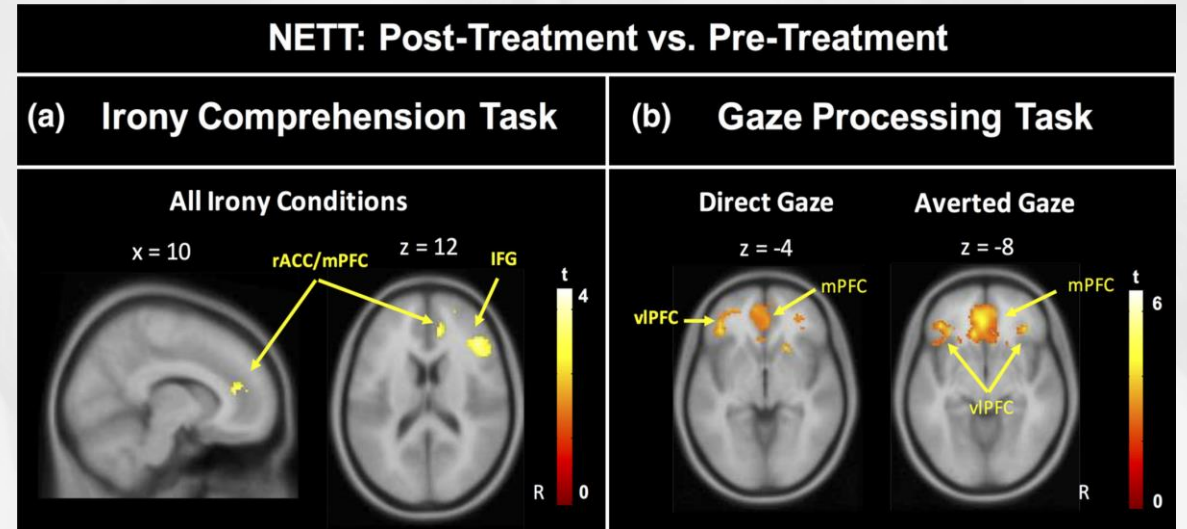 NETT: Post-Treatment vs. Pre-Treatment
(a) Irony Comprehension Task
All Irony Conditions
x = 10
rACC/mPFC
z = 12
IFG
t
4
R
0
(b) Gaze Processing Task
Direct Gaze
z = -4
vlPFC
mPFC
Averted Gaze
z = -8
mPFC
vlPFC
t
6
R
0